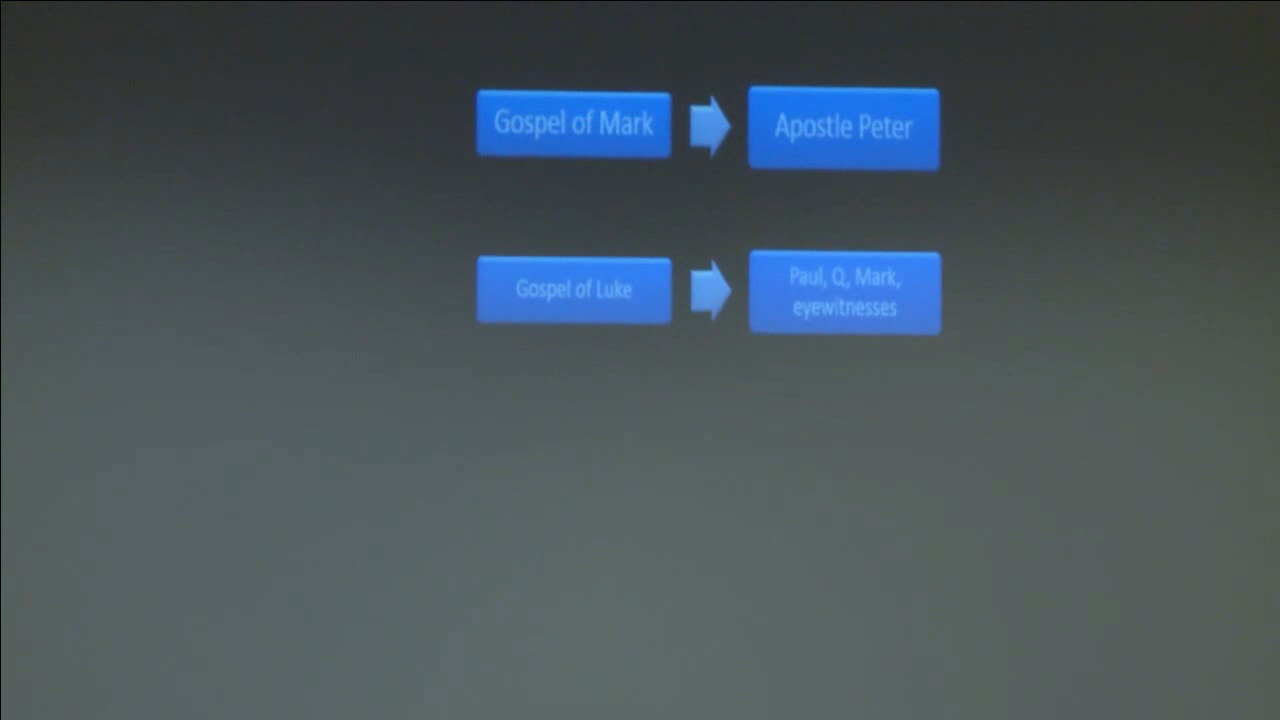 Gospel of Mark
Apostle Peter
Gospel of Luke
Paul, Q, Mark,
eyewitnesses